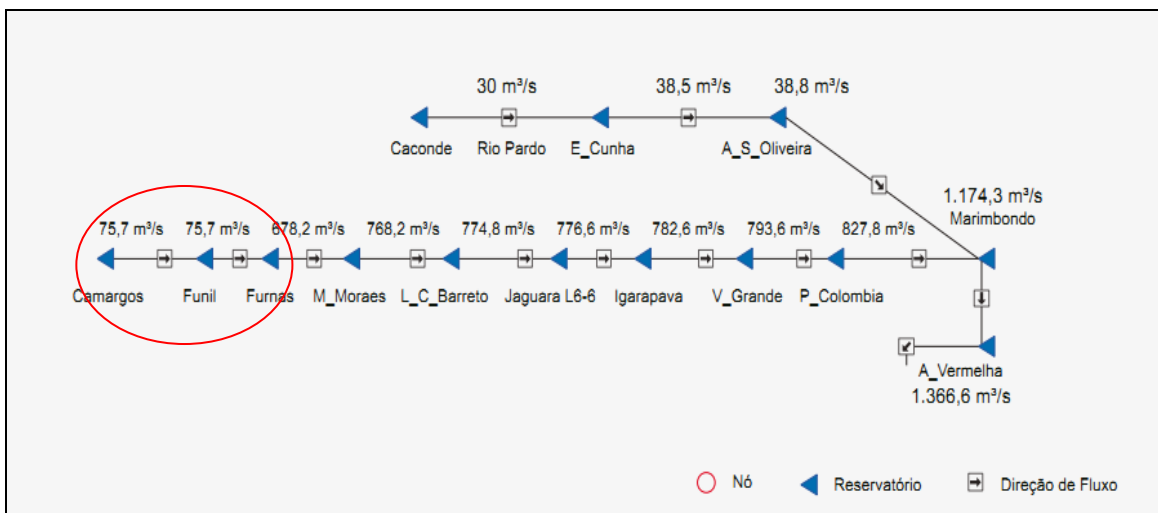 30 m³/s 38,5 m³/s 38,8 m³/s
Caconde Rio Pardo E_Cunha A_S_Oliveira
1.174,3 m³/s
Marimbondo
75,7 m³/s 75,7 m³/s 678,2 m³/s 768,2 m³/s 774,8 m³/s 776,6 m³/s 782,6 m³/s 793,6 m³/s 827,8 m³/s
Camargos Funil Furnas M_Moraes L_C_Barreto Jaguara L6-6 Igarapava V_Grande P_Colombia
A_Vermelha
1.366,6 m³/s
Nó Reservatório Direção de Fluxo